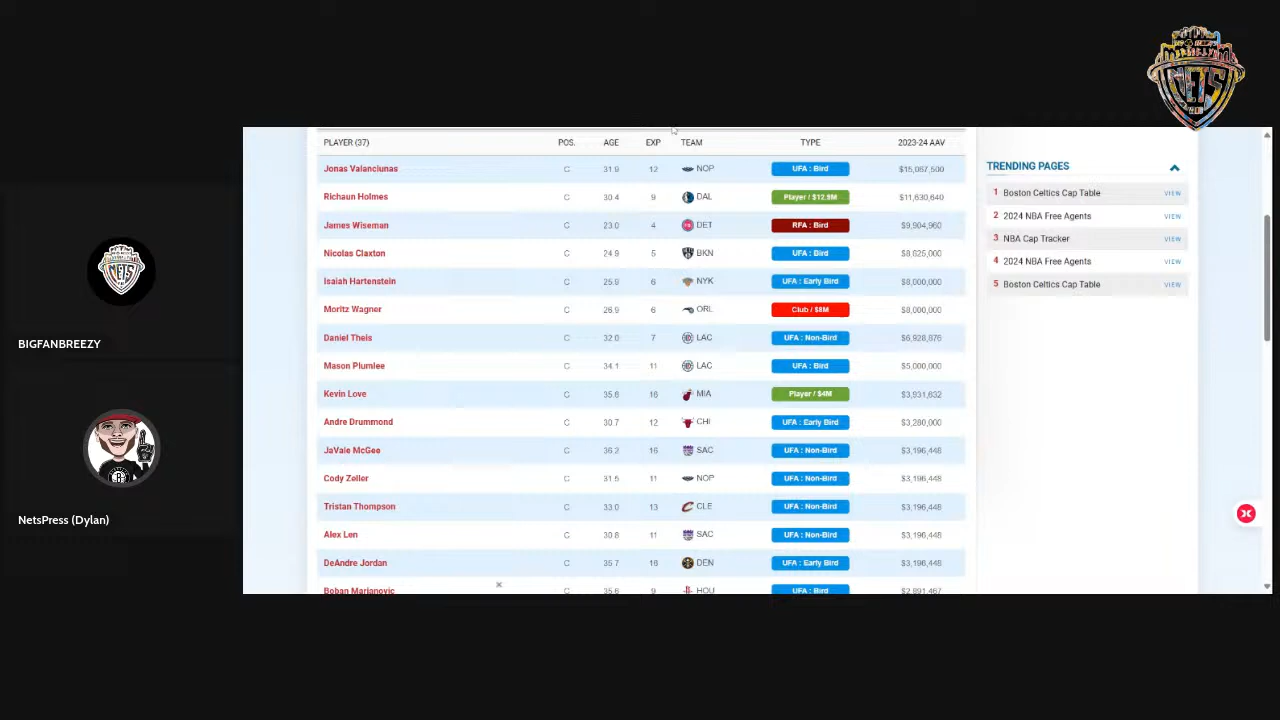 PLAYER (37) POS. AGE EXP TEAM TYPE 2023-24 AAV
Jonas Valanciunas C 31.9 12 NOP UFA : Bird $15,067,500
Richaun Holmes C 30.4 9 DAL Player / $12.9M $11,630,640
James Wiseman C 23.0 4 DET RFA : Bird $9,904,960
Nicolas Claxton C 24.9 5 BKN UFA : Bird $8,625,000
Isaiah Hartenstein C 25.9 6 NYK UFA : Early Bird $8,000,000
Moritz Wagner C 26.9 6 ORL Club / $8M $8,000,000
Daniel Theis C 32.0 7 LAC UFA : Non-Bird $6,928,876
Mason Plumlee C 34.1 11 LAC UFA : Bird $5,000,000
Kevin Love C 35.6 16 MIA Player / $4M $3,931,632
Andre Drummond C 30.7 12 CHI UFA : Early Bird $3,280,000
JaVale McGee C 36.2 16 SAC UFA : Non-Bird $3,196,448
Cody Zeller C 31.5 11 NOP UFA : Non-Bird $3,196,448
Tristan Thompson C 33.0 13 CLE UFA : Non-Bird $3,196,448
Alex Len C 30.8 11 SAC UFA : Non-Bird $3,196,448
DeAndre Jordan C 35.7 16 DEN UFA : Early Bird $3,196,448
Boban Marjanovic C 35.6 9 HOU UFA : Bird $2,891,467
TRENDING PAGES
1 Boston Celtics Cap Table VIEW
2 2024 NBA Free Agents VIEW
3 NBA Cap Tracker VIEW
4 2024 NBA Free Agents VIEW
5 Boston Celtics Cap Table VIEW
NETS
BIGFANBREEZY
NetsPress (Dylan)
NETS